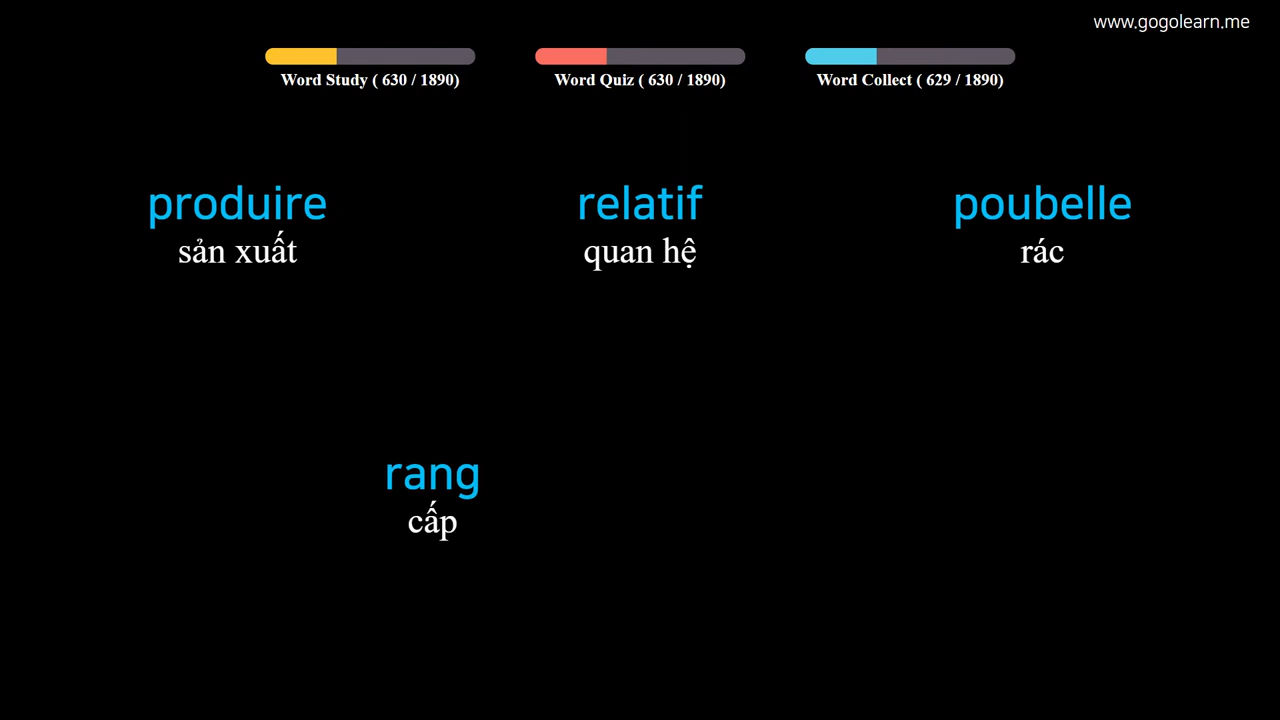 www.gogolearn.me
Word Study ( 630 / 1890)
Word Quiz ( 630 / 1890)
Word Collect ( 629 / 1890)
produire
sản xuất
relatif
quan hệ
poubelle
rác
rang
cấp